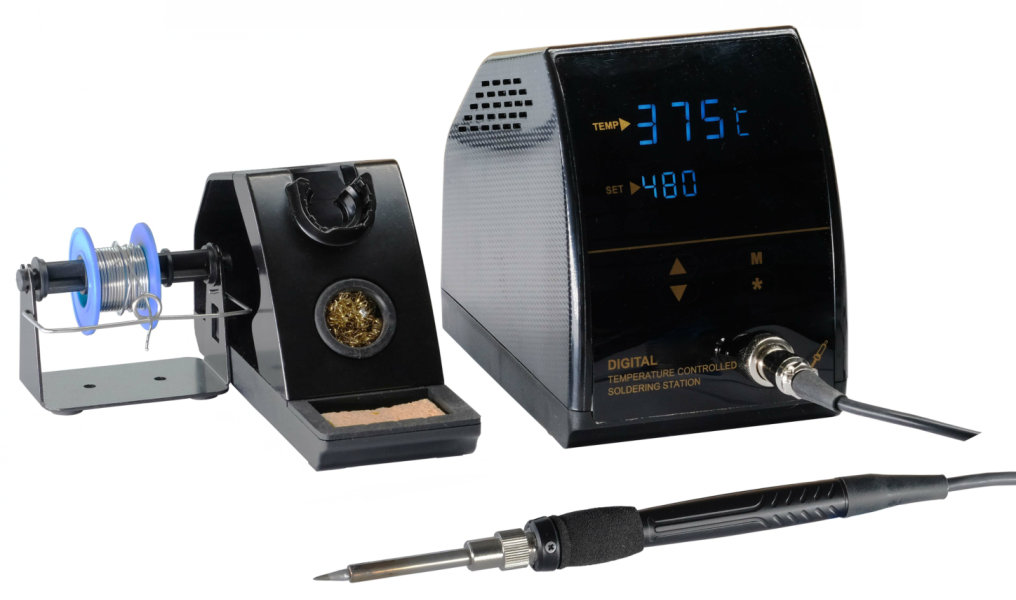 TEMP 375 °C
SET 480
M
*
DIGITAL
TEMPERATURE CONTROLLED
SOLDERING STATION